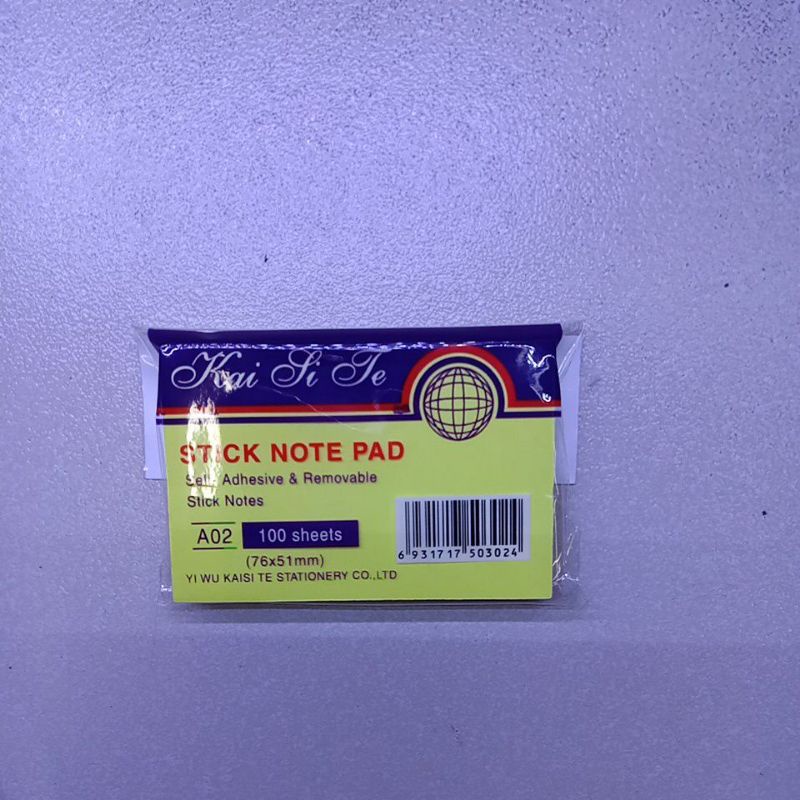 Kai Si Te
STICK NOTE PAD
Self Adhesive & Removable
Stick Notes
A02 100 sheets
(76x51mm)
YI WU KAISI TE STATIONERY CO.,LTD
6 931717 503024